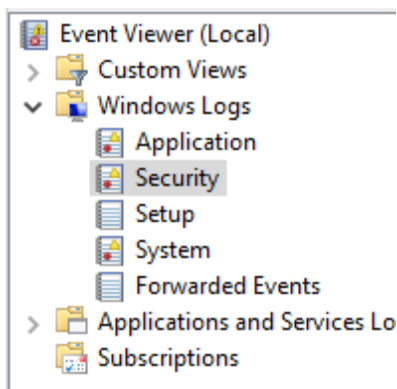 Event Viewer (Local)
Custom Views
Windows Logs
Application
Security
Setup
System
Forwarded Events
Applications and Services Lo
Subscriptions